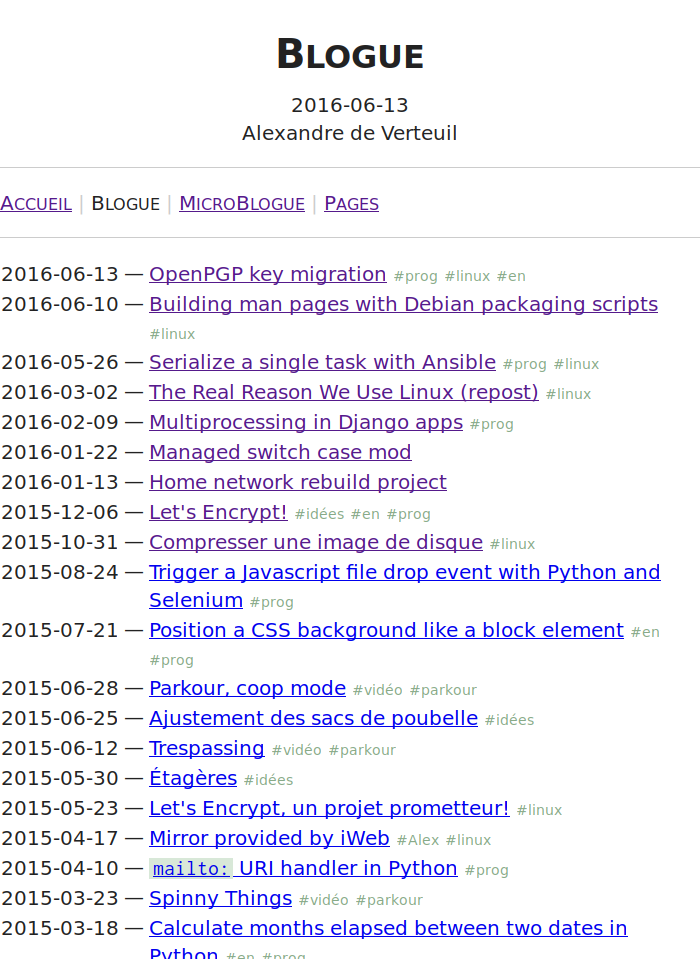 Blogue
2016-06-13
Alexandre de Verteuil
Accueil | Blogue | MicroBlogue | Pages
2016-06-13 — OpenPGP key migration #prog #linux #en
2016-06-10 — Building man pages with Debian packaging scripts
#linux
2016-05-26 — Serialize a single task with Ansible #prog #linux
2016-03-02 — The Real Reason We Use Linux (repost) #linux
2016-02-09 — Multiprocessing in Django apps #prog
2016-01-22 — Managed switch case mod
2016-01-13 — Home network rebuild project
2015-12-06 — Let's Encrypt! #idées #en #prog
2015-10-31 — Compresser une image de disque #linux
2015-08-24 — Trigger a Javascript file drop event with Python and
Selenium #prog
2015-07-21 — Position a CSS background like a block element #en
#prog
2015-06-28 — Parkour, coop mode #vidéo #parkour
2015-06-25 — Ajustement des sacs de poubelle #idées
2015-06-12 — Trespassing #vidéo #parkour
2015-05-30 — Étagères #idées
2015-05-23 — Let's Encrypt, un projet prometteur! #linux
2015-04-17 — Mirror provided by iWeb #Alex #linux
2015-04-10 — mailto: URI handler in Python #prog
2015-03-23 — Spinny Things #vidéo #parkour
2015-03-18 — Calculate months elapsed between two dates in
Python #en #prog